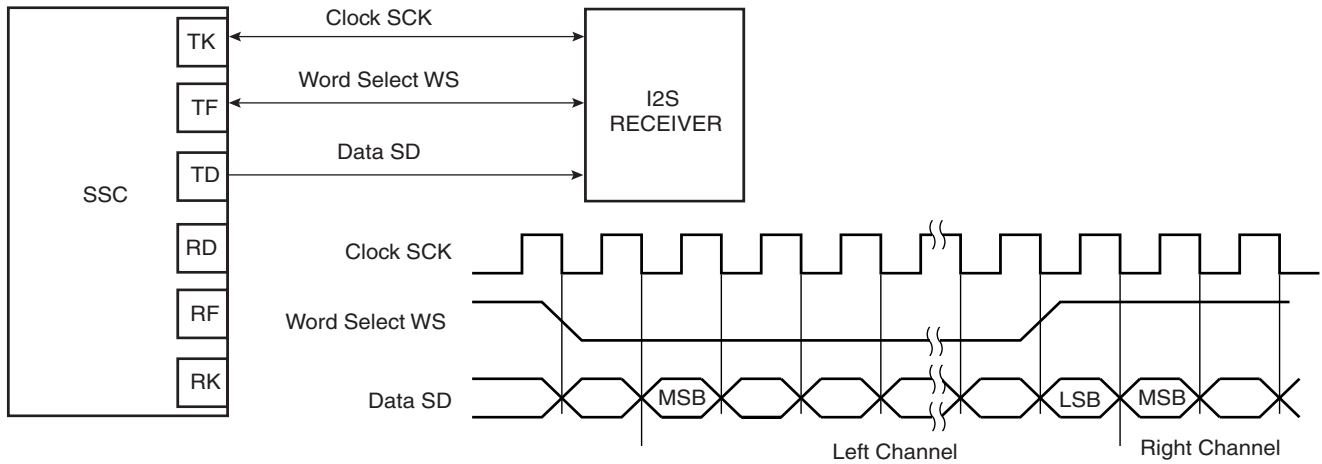 Clock SCK
TK
Word Select WS
TF
I2S
RECEIVER
Data SD
TD
SSC
RD
RF
RK
Clock SCK
Word Select WS
Data SD
MSB
LSB
MSB
Left Channel
Right Channel